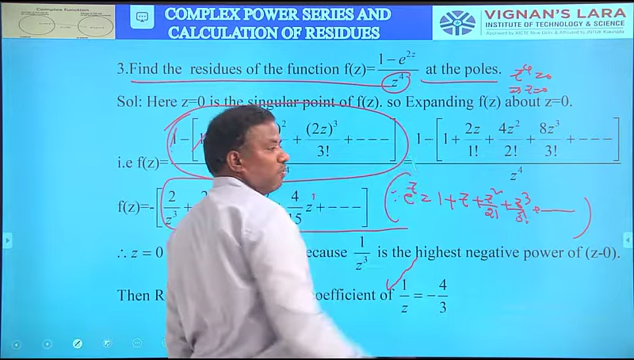 COMPLEX POWER SERIES AND
CALCULATION OF RESIDUES
VIGNAN'S LARA
INSTITUTE OF TECHNOLOGY & SCIENCE
3.Find the residues of the function f(z)= (1−e^{2z})/z^4 at the poles.
z^4=0
⇒z=0
Sol: Here z=0 is the singular point of f(z). so Expanding f(z) about z=0.
i.e f(z)= 1−[ (2z)^3/3! +−−− = 1−[1+ 2z/1! + 4z^2/2! + 8z^3/3! +−−−] / z^4
f(z)=-[ 2/z^3 + z+−−−]
(∵ e^z = 1+z+ z^2/2! + z^3/3! +——)
∴ z=0 because 1/z^3 is the highest negative power of (z-0).
Then coefficient of 1/z = − 4/3